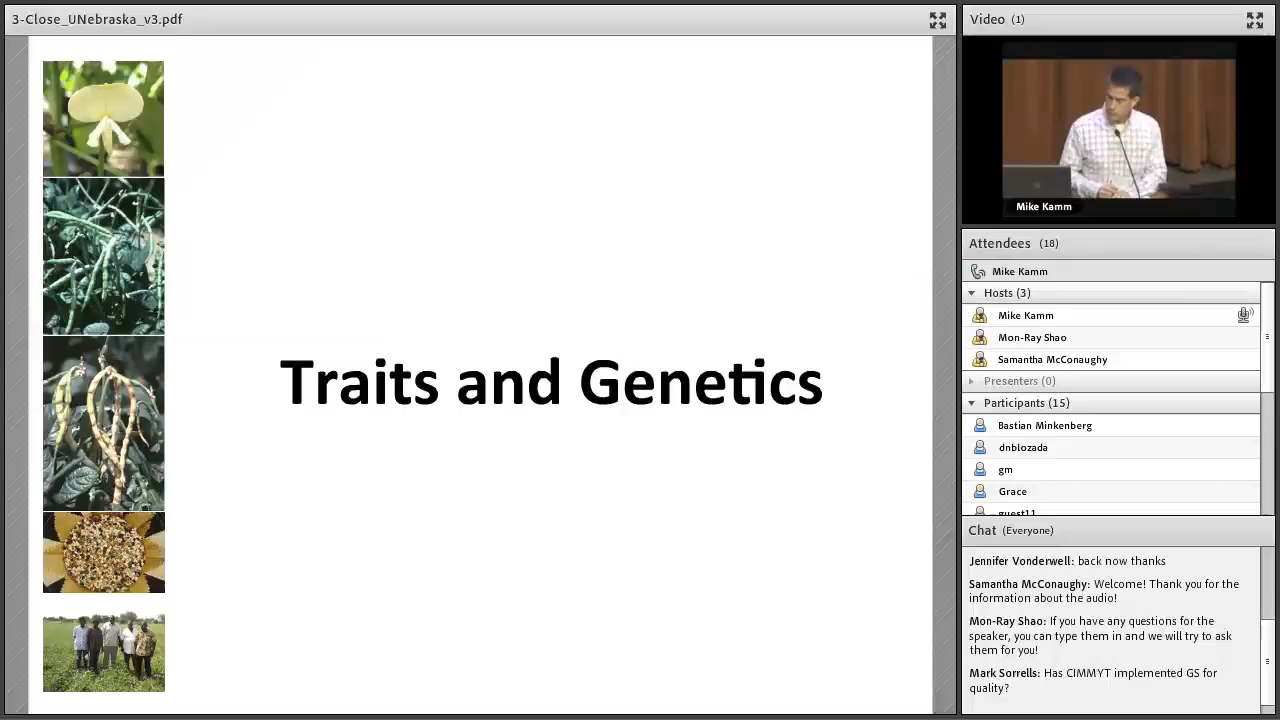 3-Close_UNebraska_v3.pdf
Traits and Genetics
Video (1)
Mike Kamm
Attendees (18)
Mike Kamm
Hosts (3)
Mike Kamm
Mon-Ray Shao
Samantha McConaughy
Presenters (0)
Participants (15)
Bastian Minkenberg
dnblozada
gm
Grace
guest11
Chat (Everyone)
Jennifer Vonderwell: back now thanks
Samantha McConaughy: Welcome! Thank you for the
information about the audio!
Mon-Ray Shao: If you have any questions for the
speaker, you can type them in and we will try to ask
them for you!
Mark Sorrells: Has CIMMYT implemented GS for
quality?